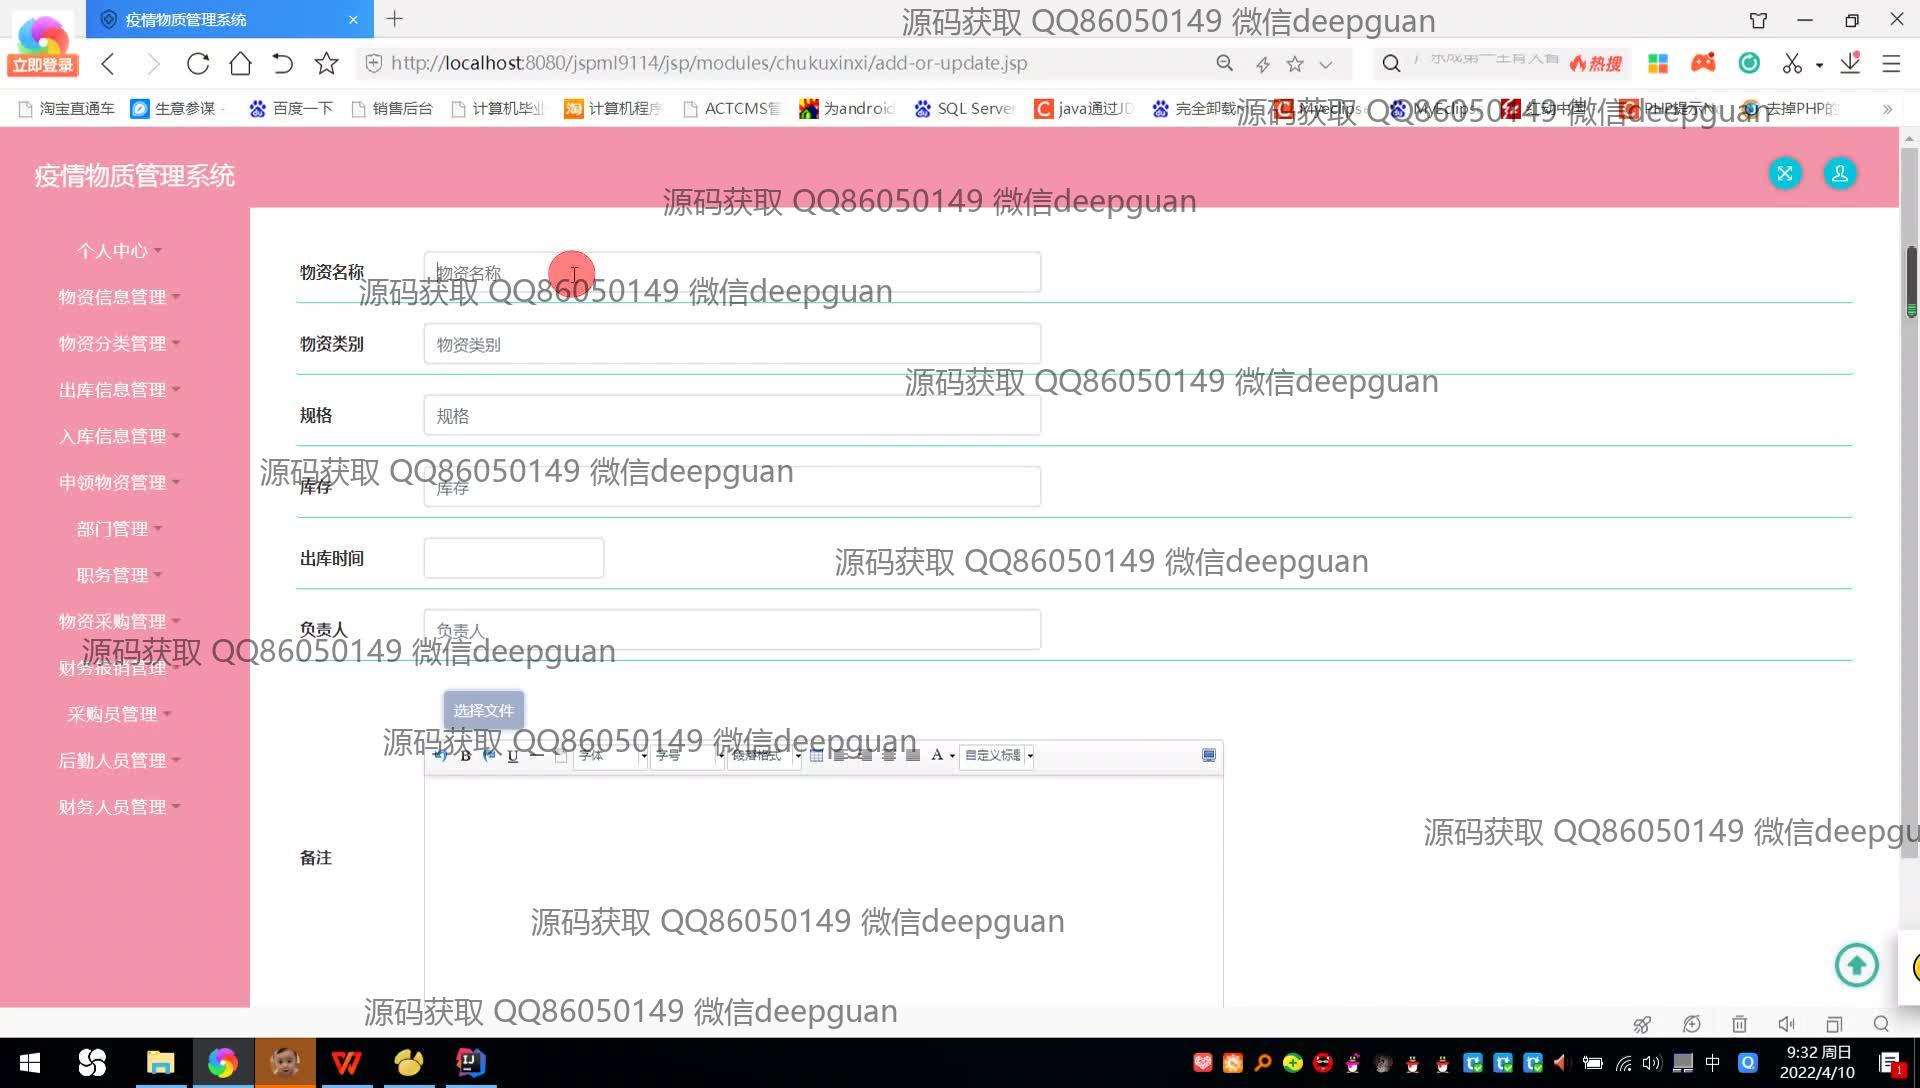 疫情物质管理系统
源码获取 QQ86050149 微信deepguan
立即登录
http://localhost:8080/jspml9114/jsp/modules/chukuxinxi/add-or-update.jsp
热搜
淘宝直通车 生意参谋 百度一下 销售后台 计算机毕业 计算机程序 ACTCMS管 为android SQL Server java通过JD 完全卸载 Myeclipse MyEclipse 红动中国 PHP提示N 去掉PHP的
源码获取 QQ86050149 微信deepguan
疫情物质管理系统
源码获取 QQ86050149 微信deepguan
个人中心
物资信息管理
物资分类管理
出库信息管理
入库信息管理
申领物资管理
部门管理
职务管理
物资采购管理
财务报销管理
采购员管理
后勤人员管理
财务人员管理
物资名称 物资名称
源码获取 QQ86050149 微信deepguan
物资类别 物资类别
源码获取 QQ86050149 微信deepguan
规格 规格
源码获取 QQ86050149 微信deepguan
库存 库存
出库时间
源码获取 QQ86050149 微信deepguan
负责人 负责人
源码获取 QQ86050149 微信deepguan
选择文件
源码获取 QQ86050149 微信deepguan
B U 字体 字号 段落格式 A 自定义标题
源码获取 QQ86050149 微信deepgu
备注
源码获取 QQ86050149 微信deepguan
源码获取 QQ86050149 微信deepguan
中
9:32 周日
2022/4/10
1